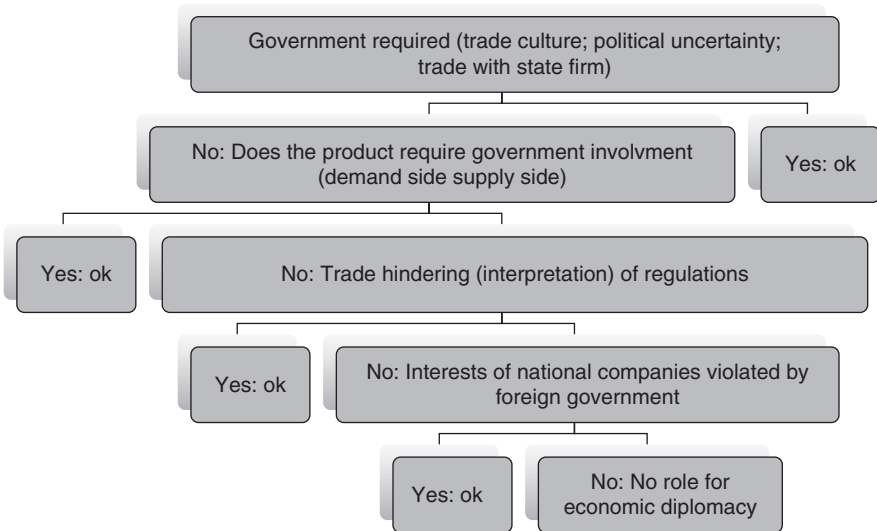 Government required (trade culture; political uncertainty;
trade with state firm)
No: Does the product require government involvment
(demand side supply side)
Yes: ok
Yes: ok
No: Trade hindering (interpretation) of regulations
Yes: ok
No: Interests of national companies violated by
foreign government
Yes: ok
No: No role for
economic diplomacy